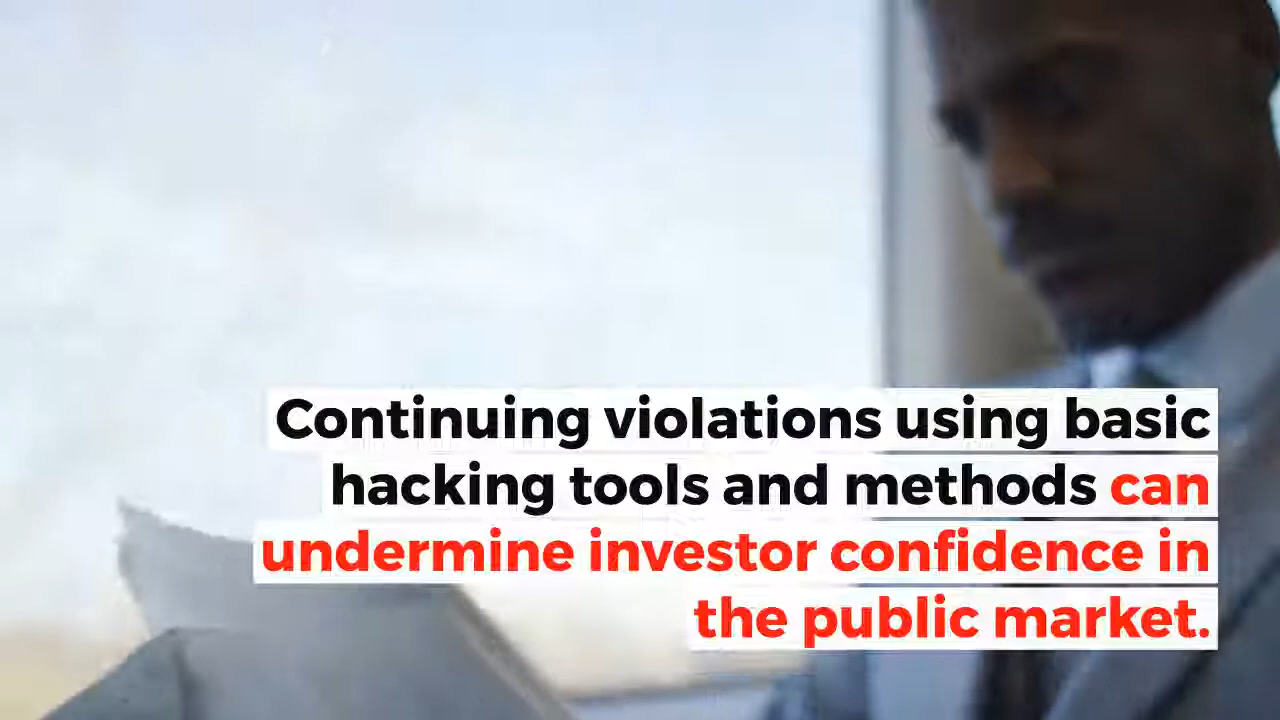 Continuing violations using basic
hacking tools and methods can
undermine investor confidence in
the public market.